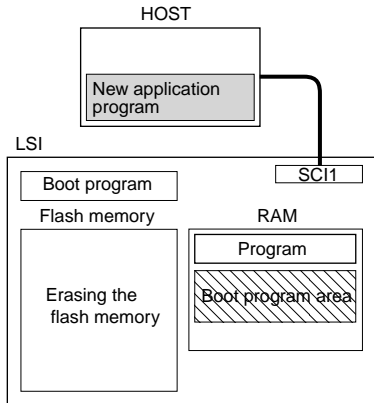 HOST
New application
program
LSI
SCI1
Boot program
Flash memory
RAM
Program
Boot program area
Erasing the
flash memory